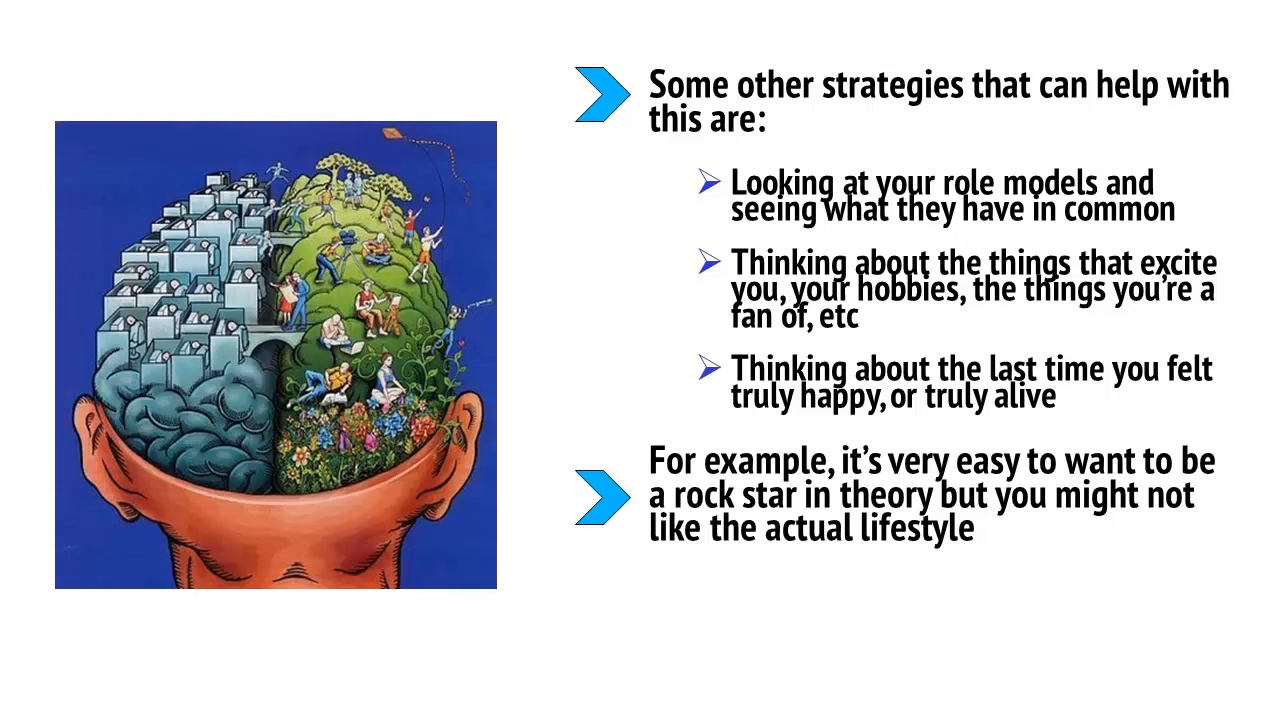 Some other strategies that can help with
this are:
Looking at your role models and
seeing what they have in common
Thinking about the things that excite
you, your hobbies, the things you're a
fan of, etc
Thinking about the last time you felt
truly happy, or truly alive
For example, it's very easy to want to be
a rock star in theory but you might not
like the actual lifestyle